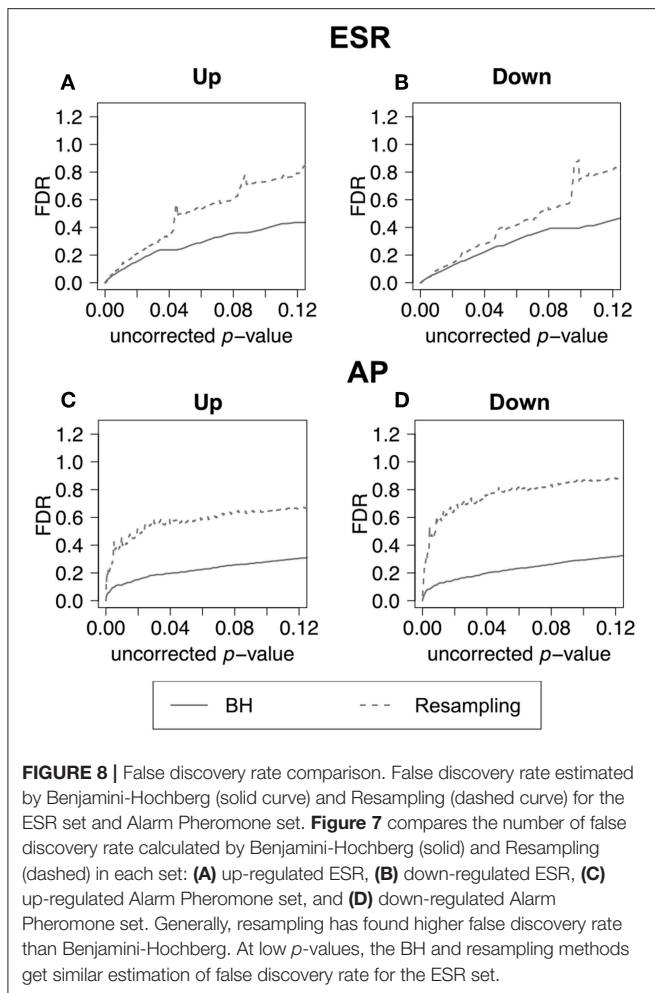 ESR
A
Up
FDR
1.2
1.0
0.8
0.6
0.4
0.2
0.0
0.00
0.04
0.08
0.12
uncorrected p−value
B
Down
FDR
1.2
1.0
0.8
0.6
0.4
0.2
0.0
0.00
0.04
0.08
0.12
uncorrected p−value
AP
C
Up
FDR
1.2
1.0
0.8
0.6
0.4
0.2
0.0
0.00
0.04
0.08
0.12
uncorrected p−value
D
Down
FDR
1.2
1.0
0.8
0.6
0.4
0.2
0.0
0.00
0.04
0.08
0.12
uncorrected p−value
BH
Resampling
FIGURE 8 | False discovery rate comparison. False discovery rate estimated
by Benjamini-Hochberg (solid curve) and Resampling (dashed curve) for the
ESR set and Alarm Pheromone set. Figure 7 compares the number of false
discovery rate calculated by Benjamini-Hochberg (solid) and Resampling
(dashed) in each set: (A) up-regulated ESR, (B) down-regulated ESR, (C)
up-regulated Alarm Pheromone set, and (D) down-regulated Alarm
Pheromone set. Generally, resampling has found higher false discovery rate
than Benjamini-Hochberg. At low p-values, the BH and resampling methods
get similar estimation of false discovery rate for the ESR set.